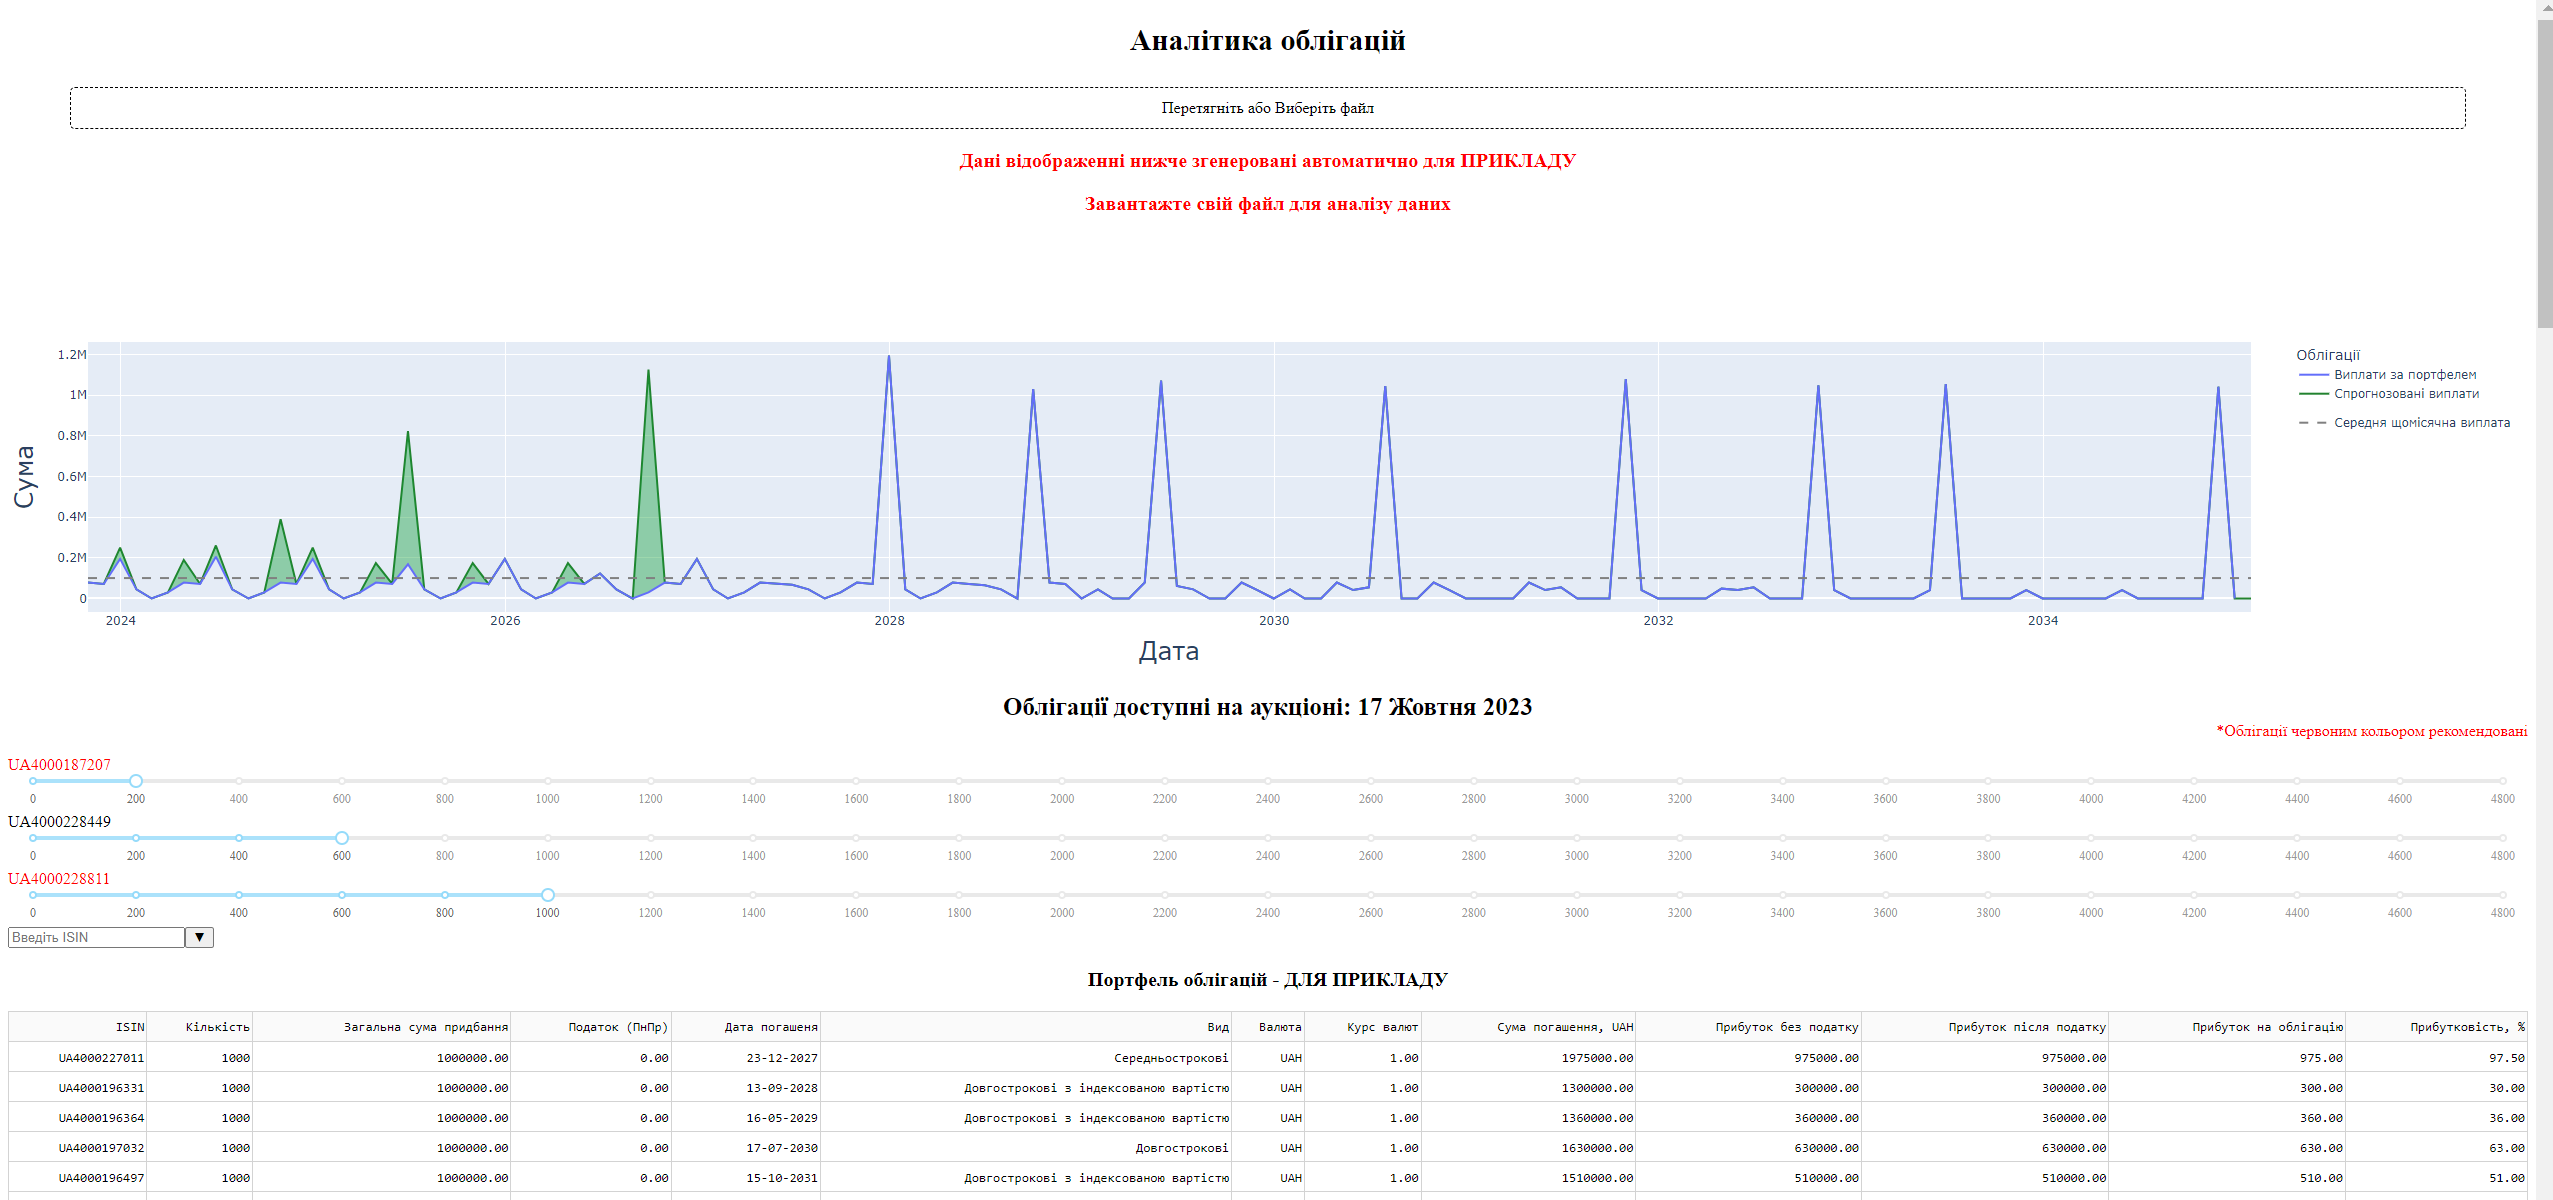 Аналітика облігацій
Перетягніть або Виберіть файл
Дані відображенні нижче згенеровані автоматично для ПРИКЛАДУ
Завантажте свій файл для аналізу даних
1.2M
1M
0.8M
0.6M
0.4M
0.2M
0
Сума
2024 2026 2028 2030 2032 2034
Дата
Облігації
Виплати за портфелем
Спрогнозовані виплати
Середня щомісячна виплата
Облігації доступні на аукціоні: 17 Жовтня 2023
*Облігації червоним кольором рекомендовані
UA4000187207
0 200 400 600 800 1000 1200 1400 1600 1800 2000 2200 2400 2600 2800 3000 3200 3400 3600 3800 4000 4200 4400 4600 4800
UA4000228449
0 200 400 600 800 1000 1200 1400 1600 1800 2000 2200 2400 2600 2800 3000 3200 3400 3600 3800 4000 4200 4400 4600 4800
UA4000228811
0 200 400 600 800 1000 1200 1400 1600 1800 2000 2200 2400 2600 2800 3000 3200 3400 3600 3800 4000 4200 4400 4600 4800
Введіть ISIN ▼
Портфель облігацій - ДЛЯ ПРИКЛАДУ
ISIN Кількість Загальна сума придбання Податок (ПнПр) Дата погашеня Вид Валюта Курс валют Сума погашення, UAH Прибуток без податку Прибуток після податку Прибуток на облігацію Прибутковість, %
UA4000227011 1000 1000000.00 0.00 23-12-2027 Середньострокові UAH 1.00 1975000.00 975000.00 975000.00 975.00 97.50
UA4000196331 1000 1000000.00 0.00 13-09-2028 Довгострокові з індексованою вартістю UAH 1.00 1300000.00 300000.00 300000.00 300.00 30.00
UA4000196364 1000 1000000.00 0.00 16-05-2029 Довгострокові з індексованою вартістю UAH 1.00 1360000.00 360000.00 360000.00 360.00 36.00
UA4000197032 1000 1000000.00 0.00 17-07-2030 Довгострокові UAH 1.00 1630000.00 630000.00 630000.00 630.00 63.00
UA4000196497 1000 1000000.00 0.00 15-10-2031 Довгострокові з індексованою вартістю UAH 1.00 1510000.00 510000.00 510000.00 510.00 51.00